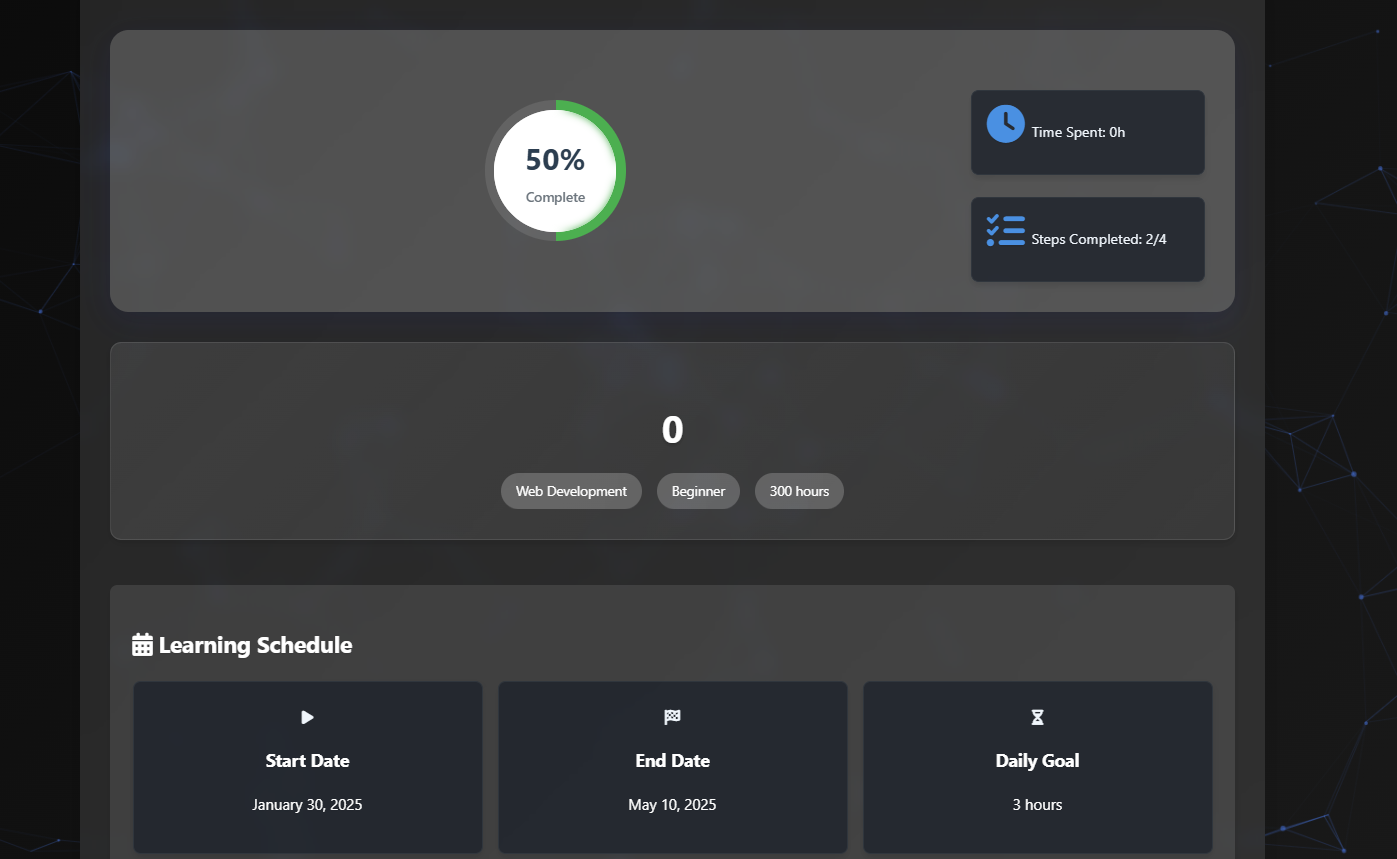 50%
Complete
Time Spent: 0h
Steps Completed: 2/4
0
Web Development
Beginner
300 hours
Learning Schedule
Start Date
End Date
Daily Goal
January 30, 2025
May 10, 2025
3 hours